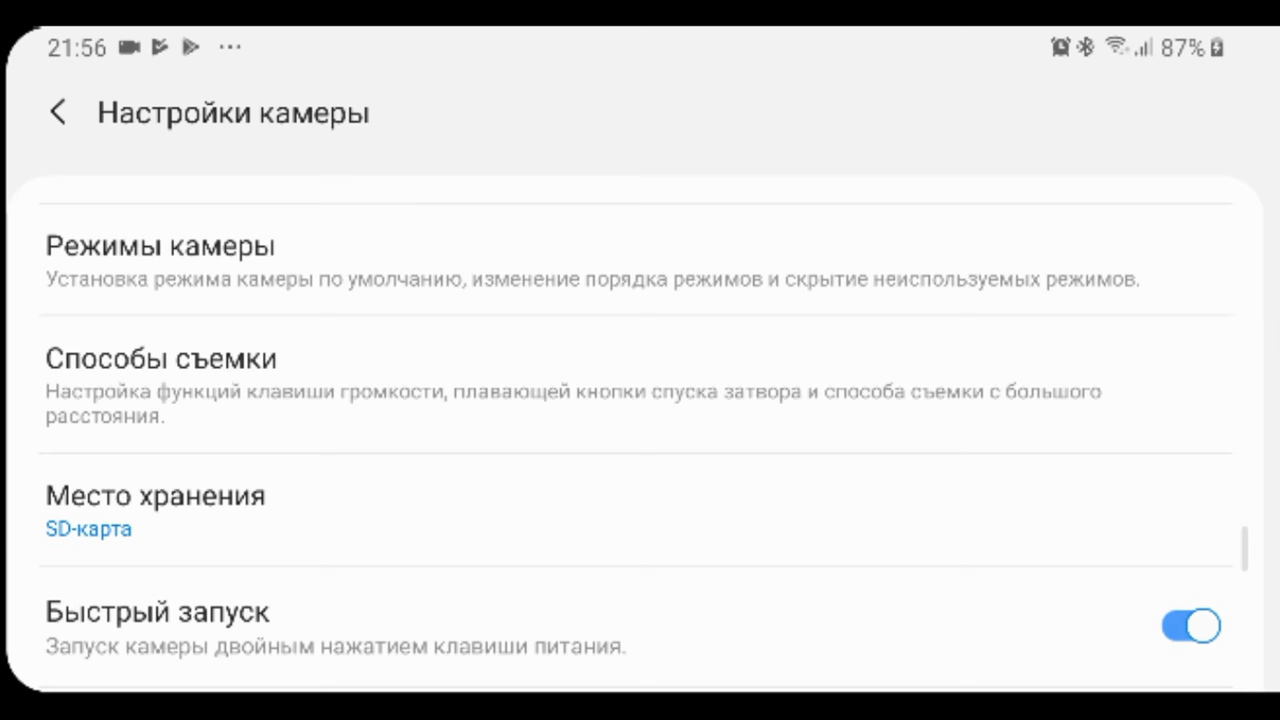 21:56 ... 87%
Настройки камеры
Режимы камеры
Установка режима камеры по умолчанию, изменение порядка режимов и скрытие неиспользуемых режимов.
Способы съемки
Настройка функций клавиши громкости, плавающей кнопки спуска затвора и способа съемки с большого
расстояния.
Место хранения
SD-карта
Быстрый запуск
Запуск камеры двойным нажатием клавиши питания.